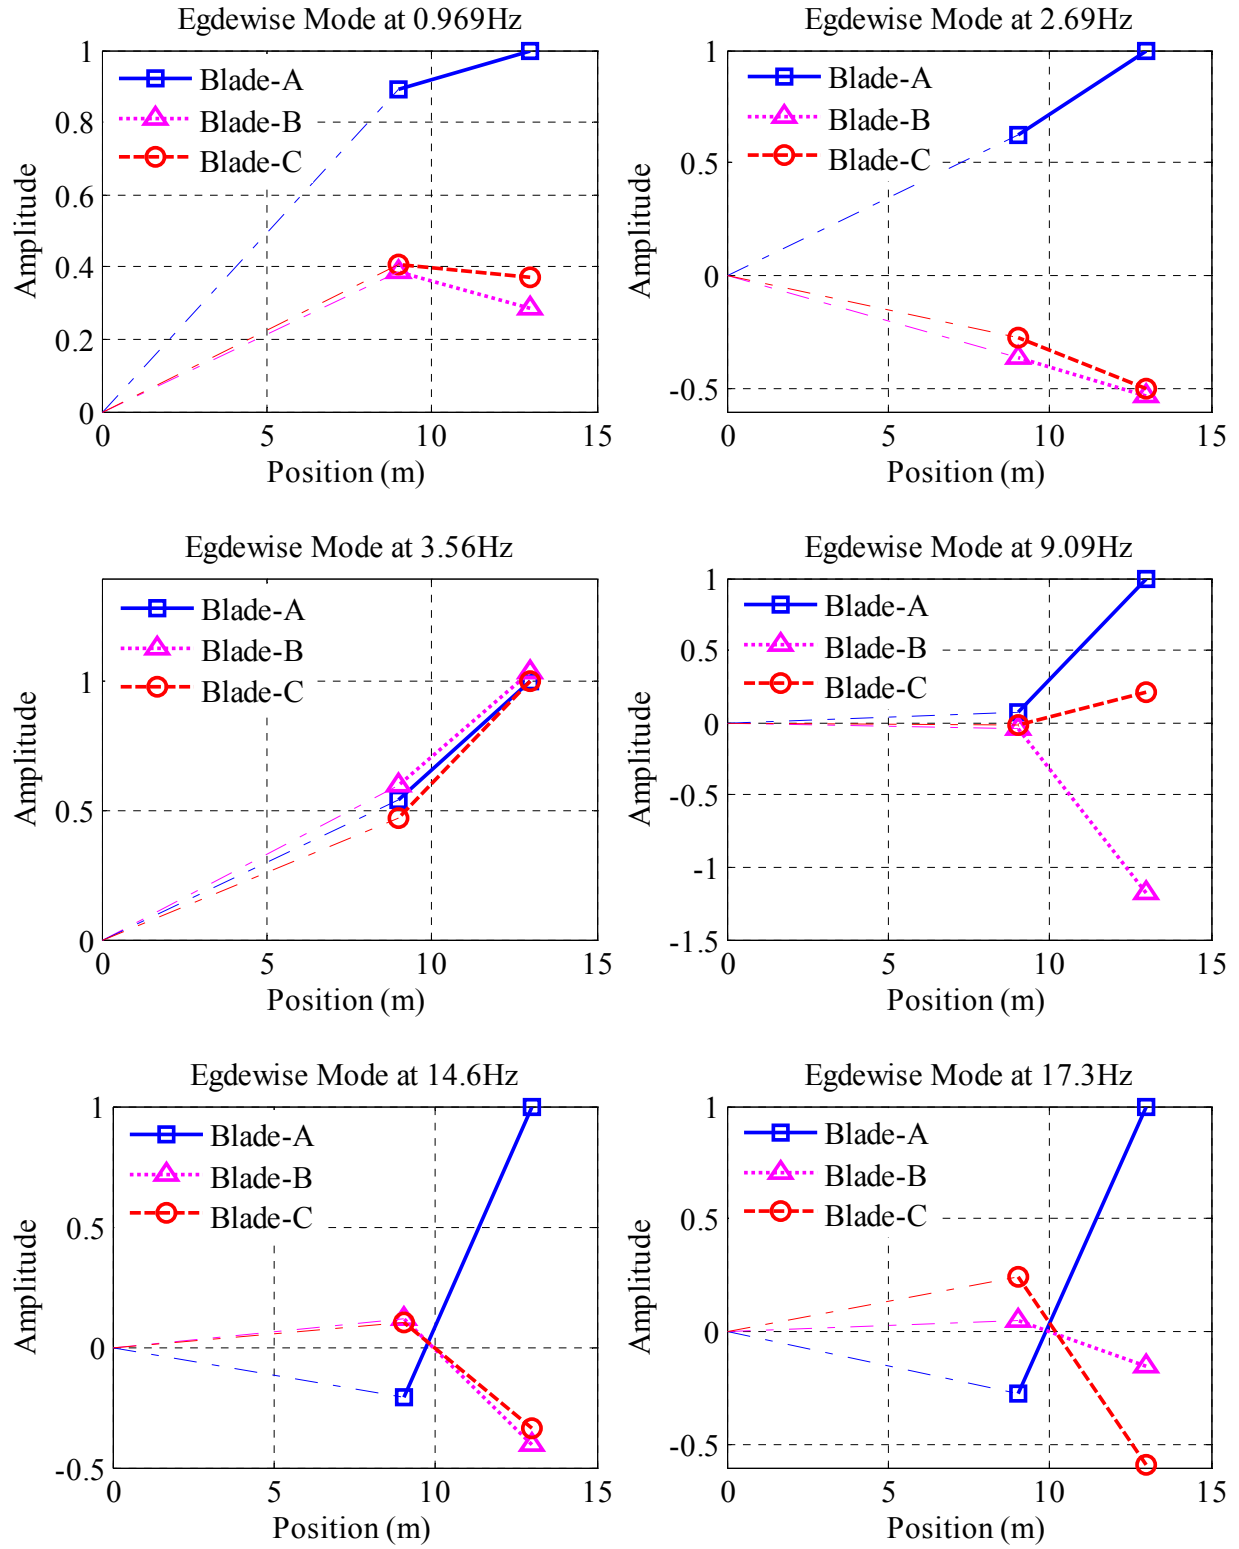 Egdewise Mode at 0.969Hz
1
0.8
0.6
0.4
0.2
0
Amplitude
Blade-A
Blade-B
Blade-C
0 5 10 15
Position (m)
Egdewise Mode at 2.69Hz
1
0.5
0
-0.5
Amplitude
Blade-A
Blade-B
Blade-C
0 5 10 15
Position (m)
Egdewise Mode at 3.56Hz
1
0.5
0
Amplitude
Blade-A
Blade-B
Blade-C
0 5 10 15
Position (m)
Egdewise Mode at 9.09Hz
1
0.5
0
-0.5
-1
-1.5
Amplitude
Blade-A
Blade-B
Blade-C
0 5 10 15
Position (m)
Egdewise Mode at 14.6Hz
1
0.5
0
-0.5
Amplitude
Blade-A
Blade-B
Blade-C
0 5 10 15
Position (m)
Egdewise Mode at 17.3Hz
1
0.5
0
-0.5
Amplitude
Blade-A
Blade-B
Blade-C
0 5 10 15
Position (m)